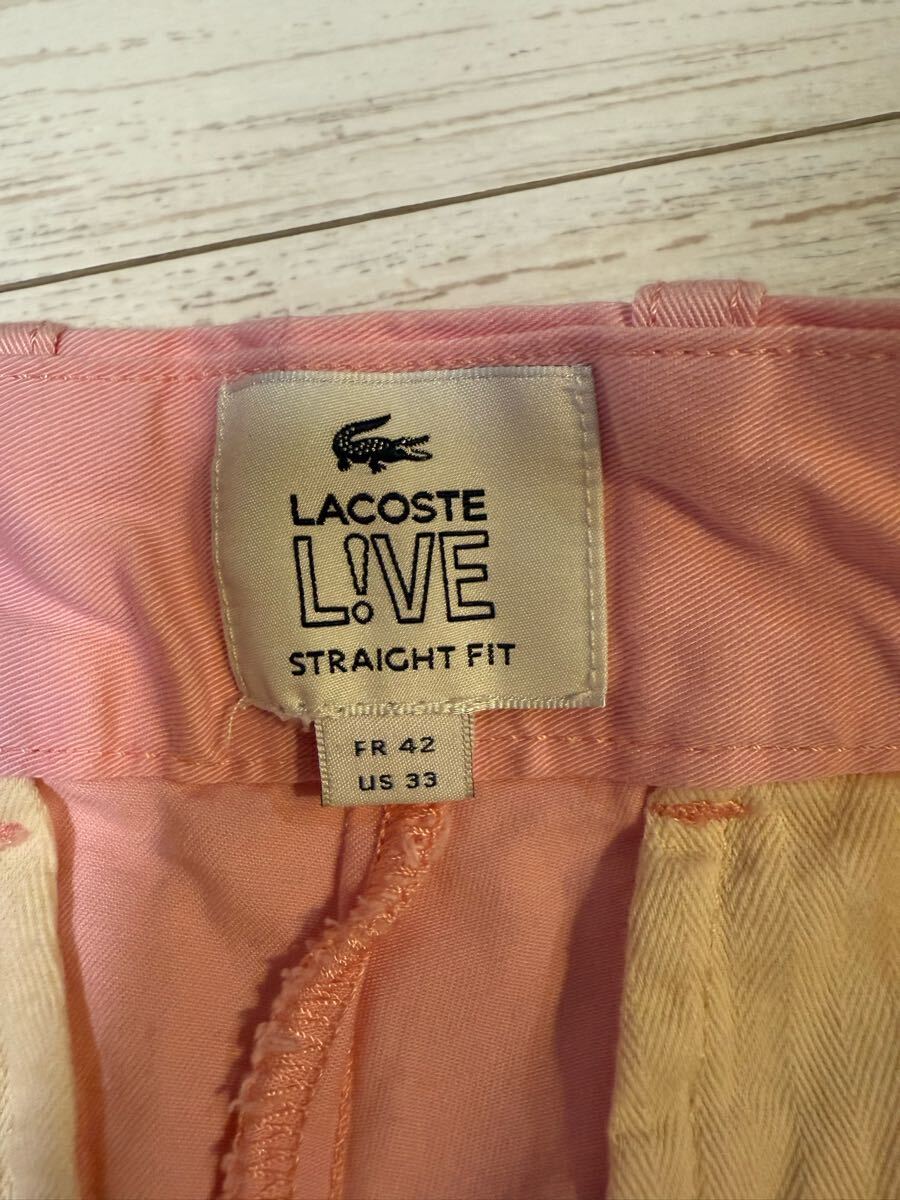 LACOSTE
L!VE
STRAIGHT FIT
FR 42
US 33